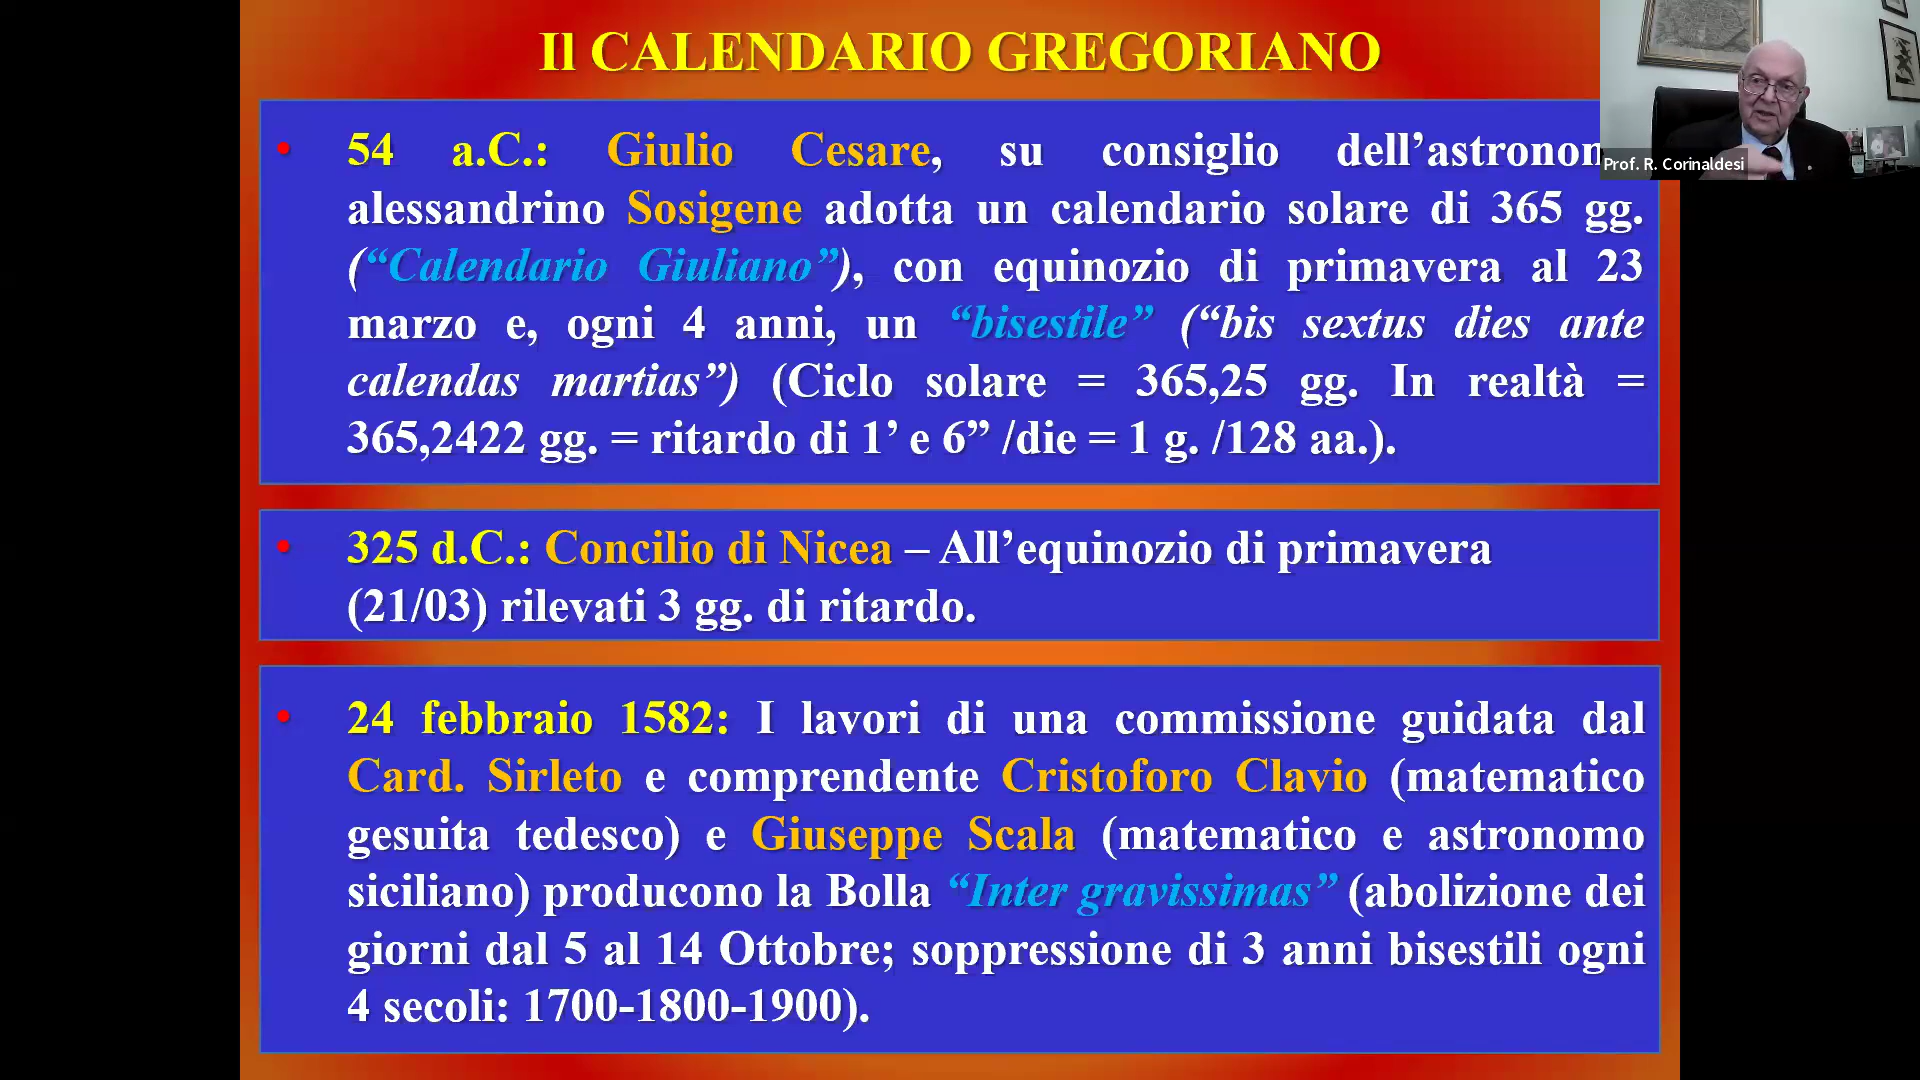 Il CALENDARIO GREGORIANO
• 54 a.C.: Giulio Cesare, su consiglio
alessandrino Sosigene adotta un calendario solare di 365 gg.
(“Calendario Giuliano”), con equinozio di primavera al 23
marzo e, ogni 4 anni, un “bisestile” (“bis sextus dies ante
calendas martias”) (Ciclo solare = 365,25 gg. In realtà =
365,2422 gg. = ritardo di 1’ e 6” /die = 1 g. /128 aa.).
• 325 d.C.: Concilio di Nicea – All’equinozio di primavera
(21/03) rilevati 3 gg. di ritardo.
• 24 febbraio 1582: I lavori di una commissione guidata dal
Card. Sirleto e comprendente Cristoforo Clavio (matematico
gesuita tedesco) e Giuseppe Scala (matematico e astronomo
siciliano) producono la Bolla “Inter gravissimas” (abolizione dei
giorni dal 5 al 14 Ottobre; soppressione di 3 anni bisestili ogni
4 secoli: 1700-1800-1900).
Prof. R. Corinaldesi